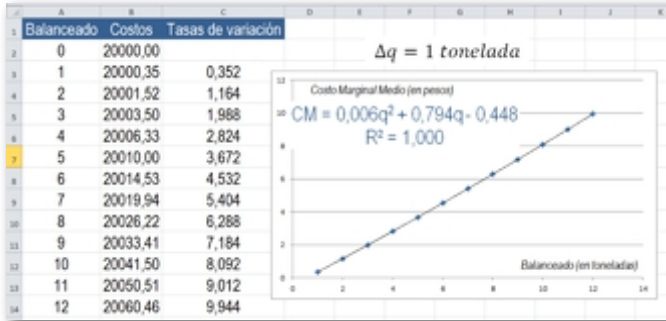 A B C D E F G H I J K
1 Balanceado Costos Tasas de variación
2 0 20000,00
3 1 20000,35 0,352
4 2 20001,52 1,164
5 3 20003,50 1,988
6 4 20006,33 2,824
7 5 20010,00 3,672
8 6 20014,53 4,532
9 7 20019,94 5,404
10 8 20026,22 6,288
11 9 20033,41 7,184
12 10 20041,50 8,092
13 11 20050,51 9,012
14 12 20060,46 9,944
Δq = 1 tonelada
Costo Marginal Medio (en pesos)
CM = 0,006q² + 0,794q - 0,448
R² = 1,000
12
10
8
6
4
2
0
Balanceado (en toneladas)
0 2 4 6 8 10 12 14